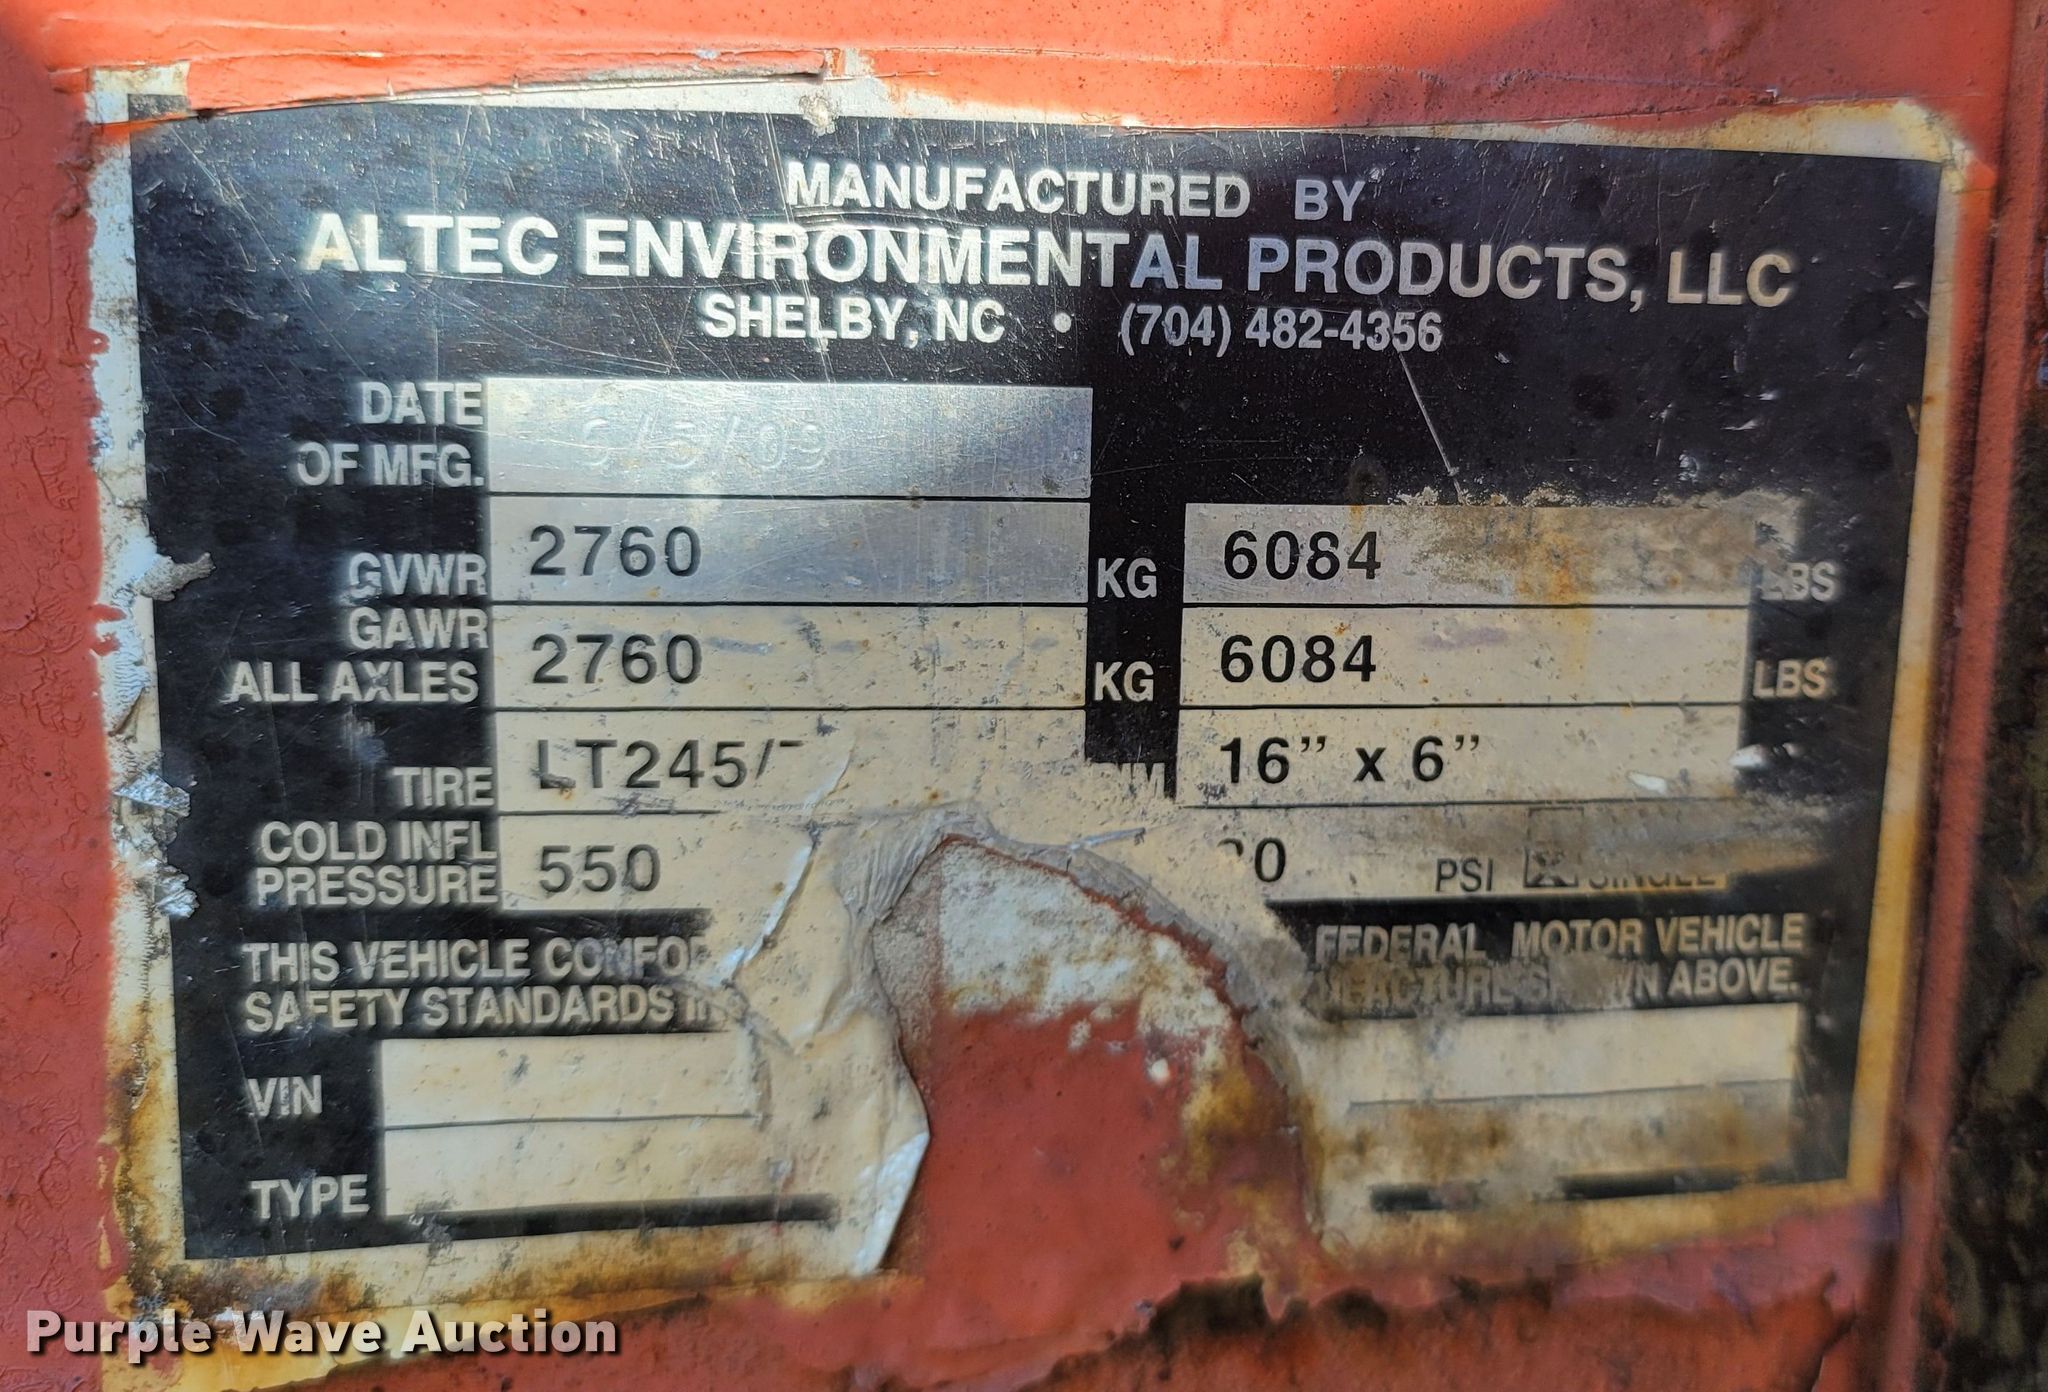 MANUFACTURED BY
ALTEC ENVIRONMENTAL PRODUCTS, LLC
SHELBY, NC • (704) 482-4356
DATE
OF MFG.
GVWR 2760 KG 6084 LBS
GAWR
ALL AXLES 2760 KG 6084 LBS
TIRE LT245/ 16" x 6"
COLD INFL
PRESSURE 550 PSI SINGLE
THIS VEHICLE FEDERAL MOTOR VEHICLE
SAFETY STANDARDS ABOVE.
VIN
TYPE
Purple Wave Auction